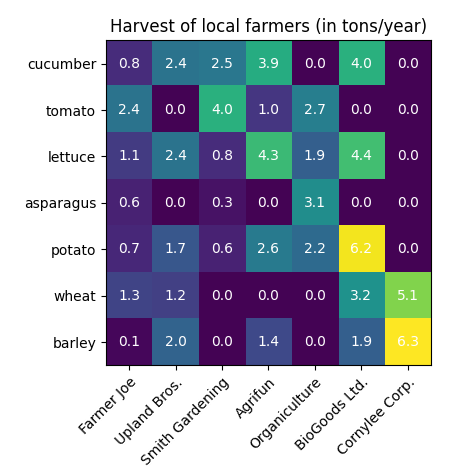 Harvest of local farmers (in tons/year)
cucumber 0.8 2.4 2.5 3.9 0.0 4.0 0.0
tomato 2.4 0.0 4.0 1.0 2.7 0.0 0.0
lettuce 1.1 2.4 0.8 4.3 1.9 4.4 0.0
asparagus 0.6 0.0 0.3 0.0 3.1 0.0 0.0
potato 0.7 1.7 0.6 2.6 2.2 6.2 0.0
wheat 1.3 1.2 0.0 0.0 0.0 3.2 5.1
barley 0.1 2.0 0.0 1.4 0.0 1.9 6.3
Farmer Joe
Upland Bros.
Smith Gardening
Agrifun
Organiculture
BioGoods Ltd.
Cornylee Corp.